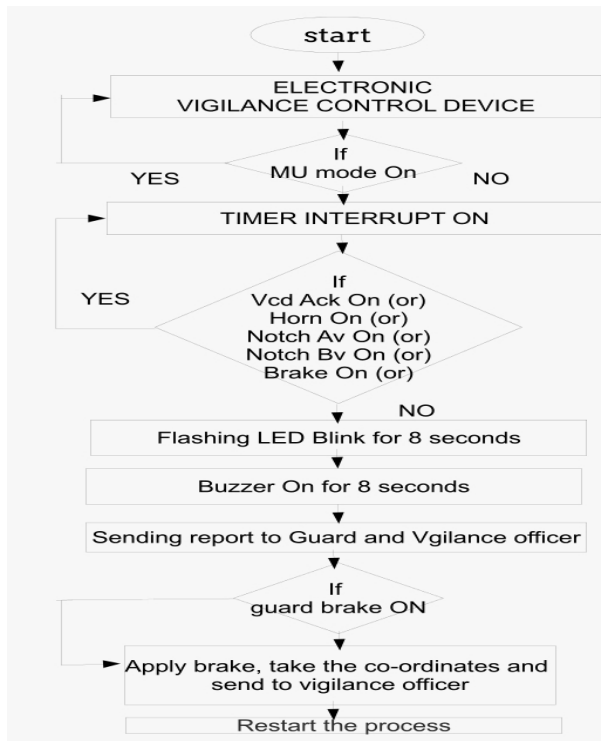 start
ELECTRONIC
VIGILANCE CONTROL DEVICE
If
MU mode On
YES
NO
TIMER INTERRUPT ON
YES
If
Vcd Ack On (or)
Horn On (or)
Notch Av On (or)
Notch Bv On (or)
Brake On (or)
NO
Flashing LED Blink for 8 seconds
Buzzer On for 8 seconds
Sending report to Guard and Vgilance officer
If
guard brake ON
Apply brake, take the co-ordinates and
send to vigilance officer
Restart the process